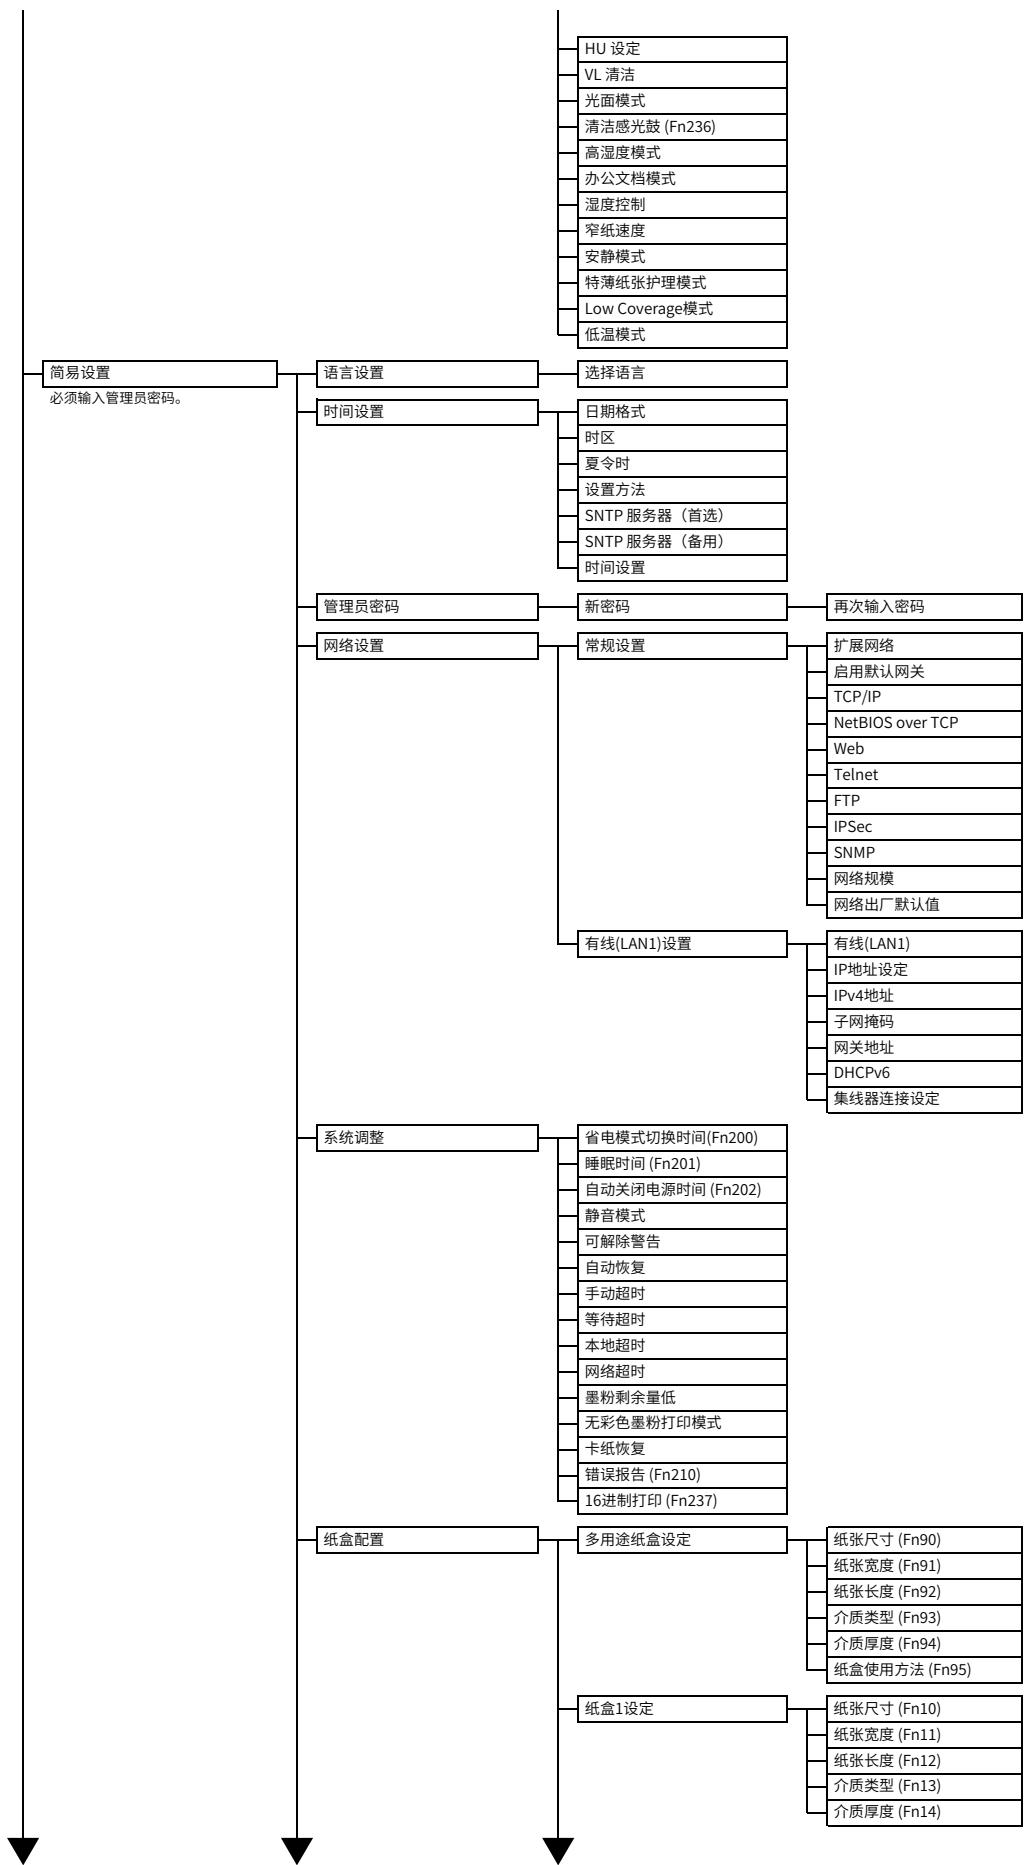 HU 设定
VL 清洁
光面模式
清洁感光鼓 (Fn236)
高湿度模式
办公文档模式
湿度控制
窄纸速度
安静模式
特薄纸张护理模式
Low Coverage模式
低温模式
简易设置
必须输入管理员密码。
语言设置
选择语言
时间设置
日期格式
时区
夏令时
设置方法
SNTP 服务器（首选）
SNTP 服务器（备用）
时间设置
管理员密码
新密码
再次输入密码
网络设置
常规设置
扩展网络
启用默认网关
TCP/IP
NetBIOS over TCP
Web
Telnet
FTP
IPSec
SNMP
网络规模
网络出厂默认值
有线(LAN1)设置
有线(LAN1)
IP地址设定
IPv4地址
子网掩码
网关地址
DHCPv6
集线器连接设定
系统调整
省电模式切换时间(Fn200)
睡眠时间 (Fn201)
自动关闭电源时间 (Fn202)
静音模式
可解除警告
自动恢复
手动超时
等待超时
本地超时
网络超时
墨粉剩余量低
无彩色墨粉打印模式
卡纸恢复
错误报告 (Fn210)
16进制打印 (Fn237)
纸盒配置
多用途纸盒设定
纸张尺寸 (Fn90)
纸张宽度 (Fn91)
纸张长度 (Fn92)
介质类型 (Fn93)
介质厚度 (Fn94)
纸盒使用方法 (Fn95)
纸盒1设定
纸张尺寸 (Fn10)
纸张宽度 (Fn11)
纸张长度 (Fn12)
介质类型 (Fn13)
介质厚度 (Fn14)